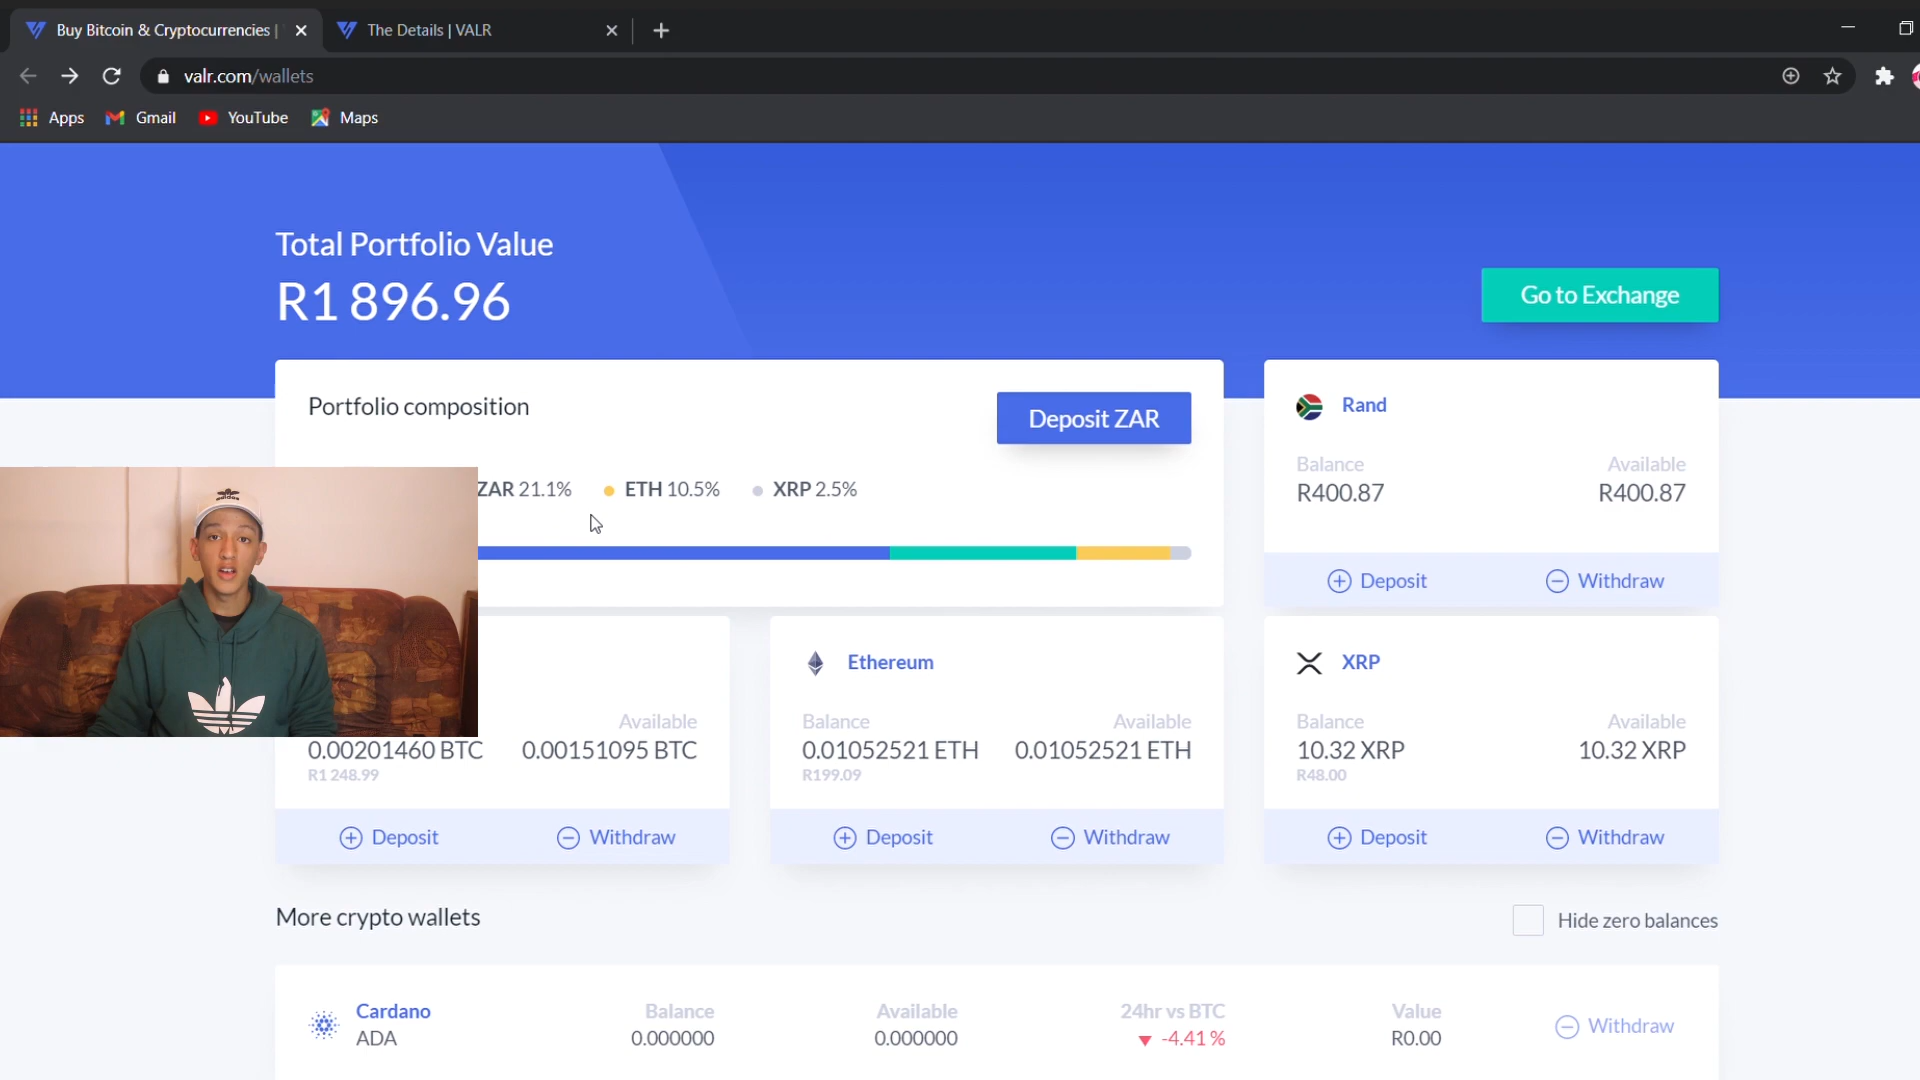 Buy Bitcoin & Cryptocurrencies |
The Details | VALR
valr.com/wallets
Apps
Gmail
YouTube
Maps
Total Portfolio Value
R1 896.96
Go to Exchange
Portfolio composition
Deposit ZAR
ZAR 21.1%
ETH 10.5%
XRP 2.5%
Rand
Balance
Available
R400.87
R400.87
Deposit
Withdraw
Available
0.00201460 BTC
0.00151095 BTC
R1 248.99
Deposit
Withdraw
Ethereum
Balance
Available
0.01052521 ETH
0.01052521 ETH
R199.09
Deposit
Withdraw
XRP
Balance
Available
10.32 XRP
10.32 XRP
R48.00
Deposit
Withdraw
More crypto wallets
Hide zero balances
Cardano
Balance
Available
24hr vs BTC
Value
Withdraw
ADA
0.000000
0.000000
-4.41 %
R0.00